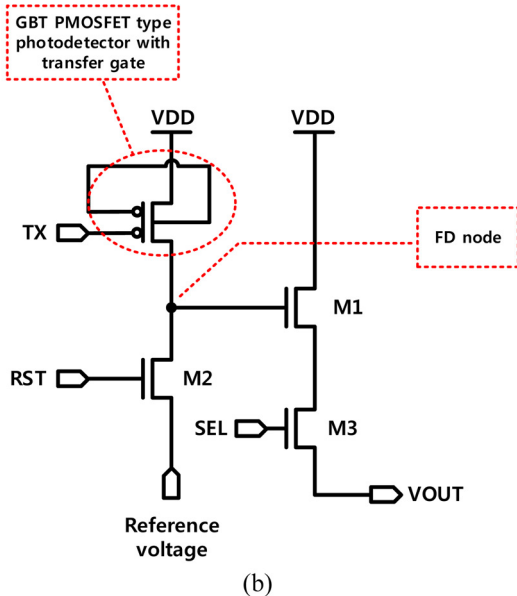 GBT PMOSFET type
photodetector with
transfer gate
VDD
VDD
TX
FD node
M1
RST
M2
SEL
M3
VOUT
Reference
voltage
(b)